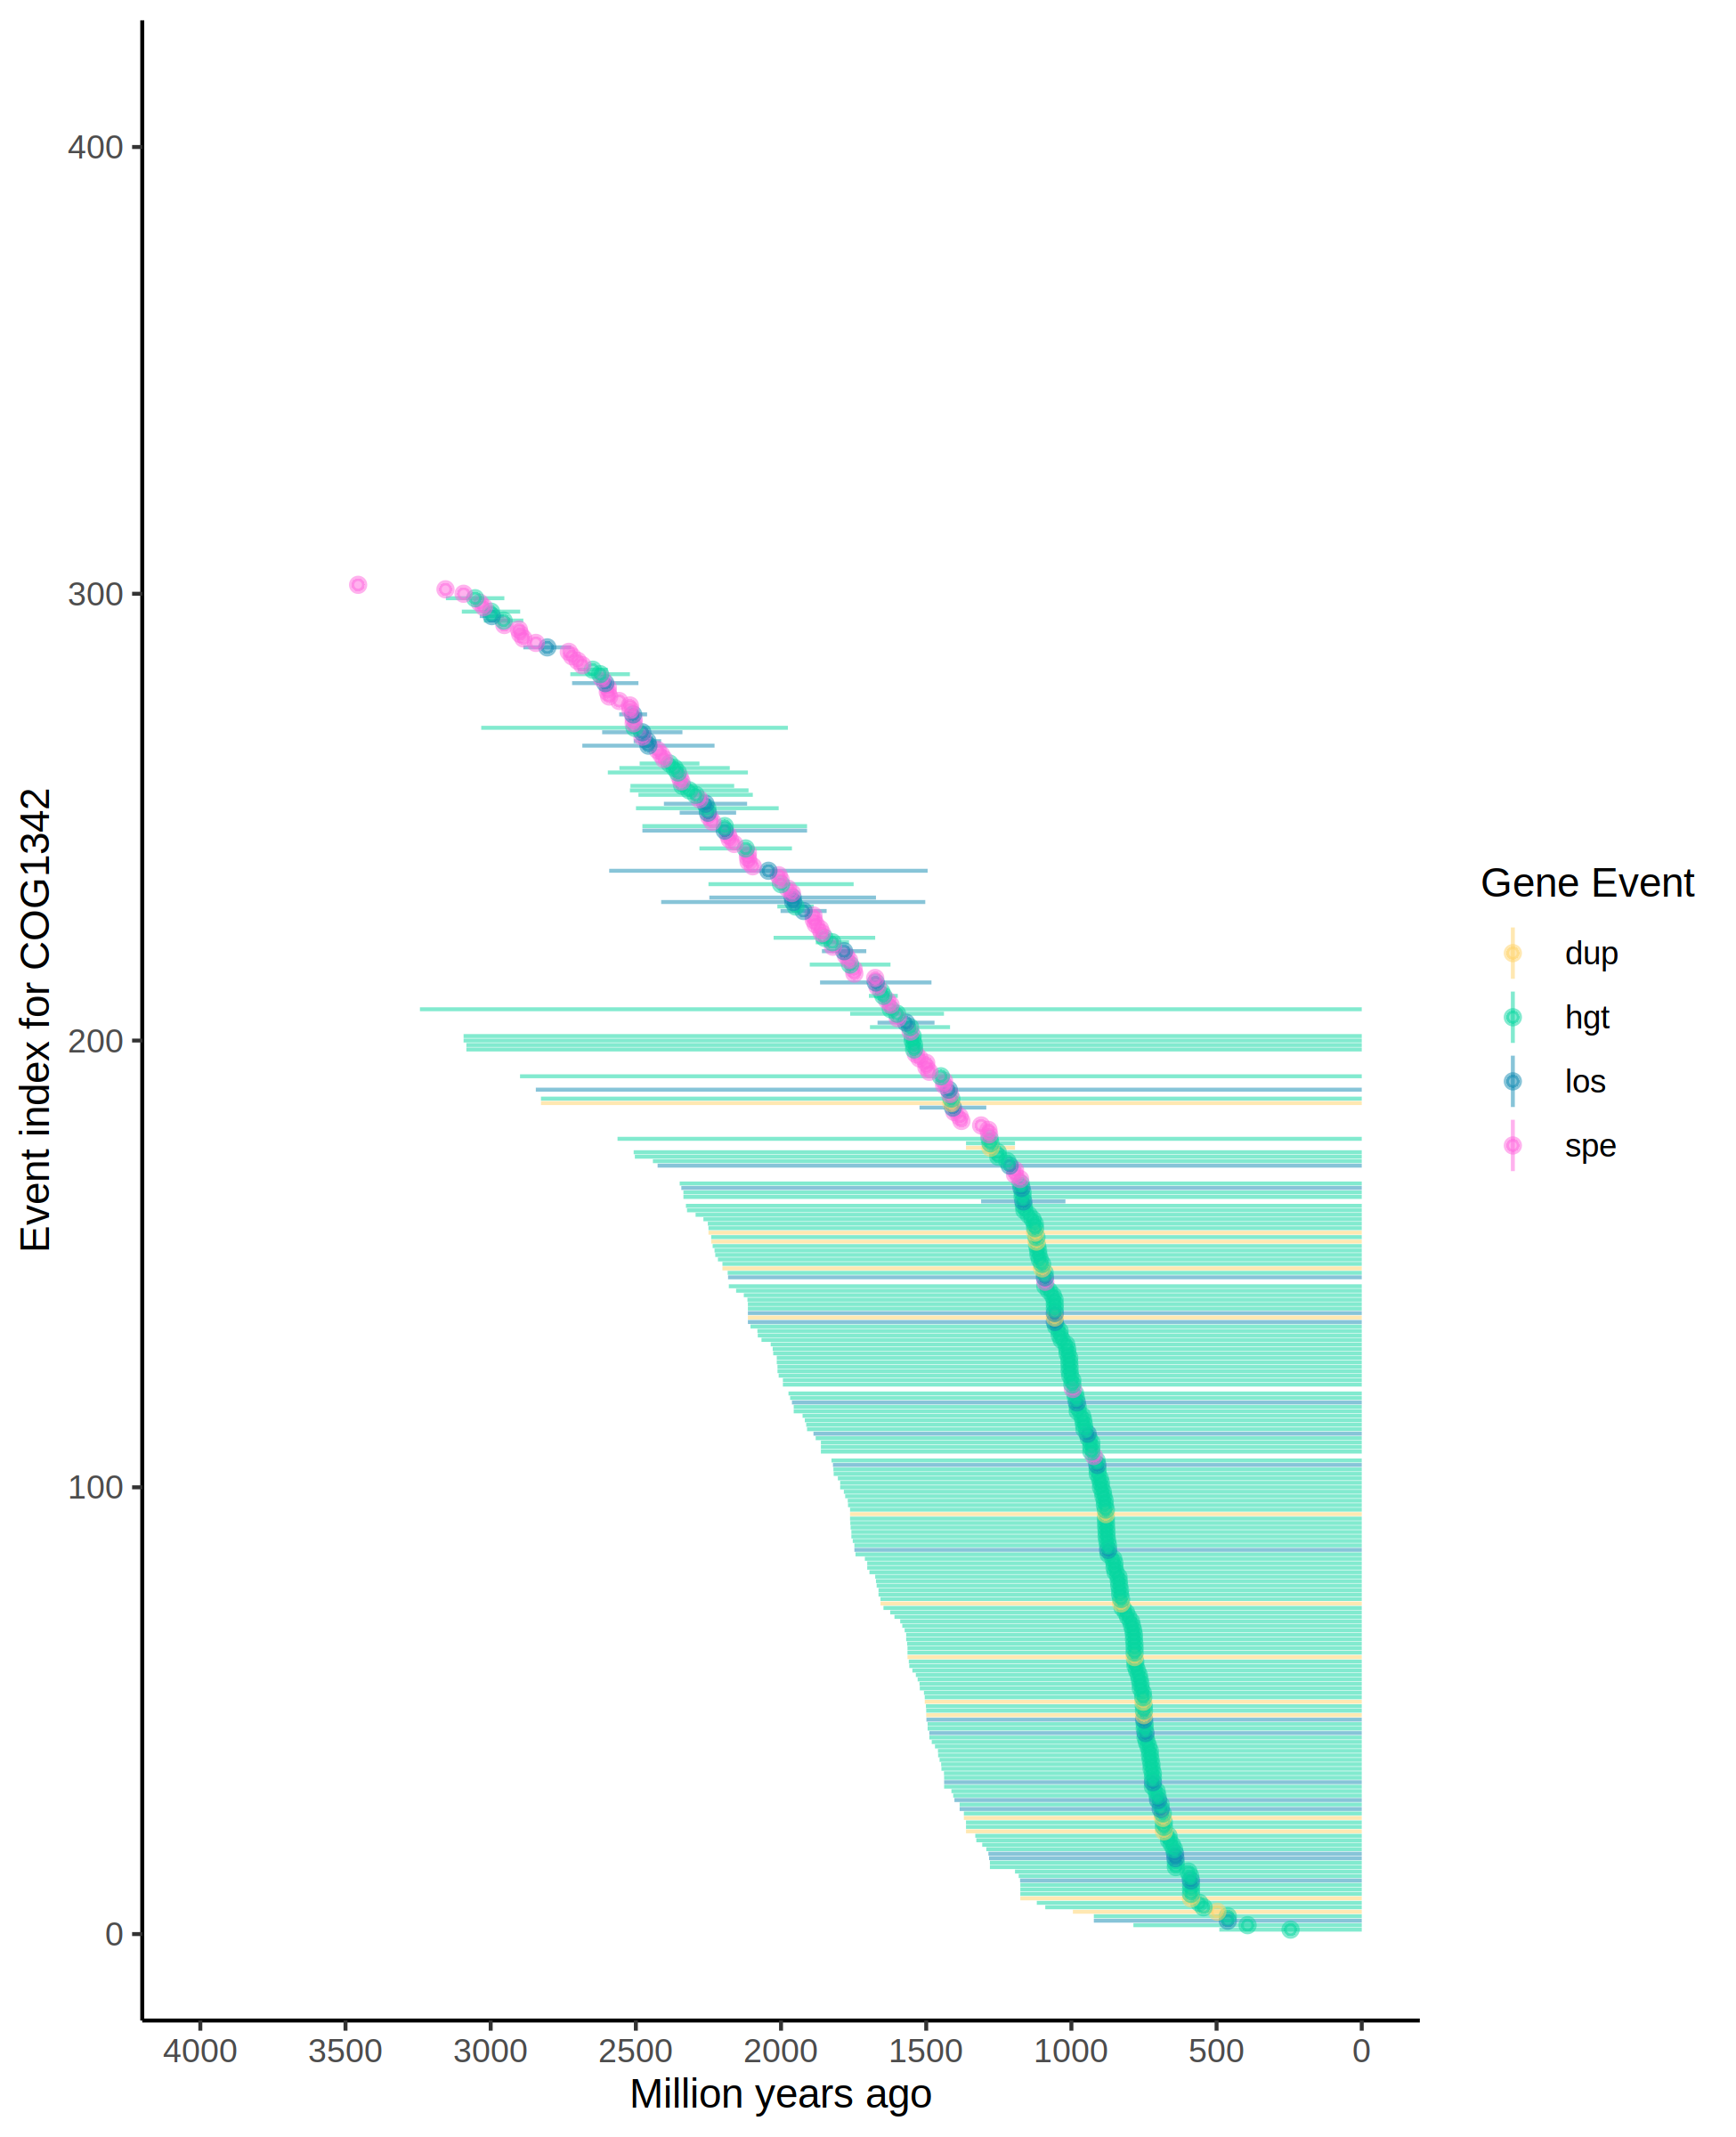 Event index for COG1342
400
300
200
100
0
4000 3500 3000 2500 2000 1500 1000 500 0
Million years ago
Gene Event
dup
hgt
los
spe